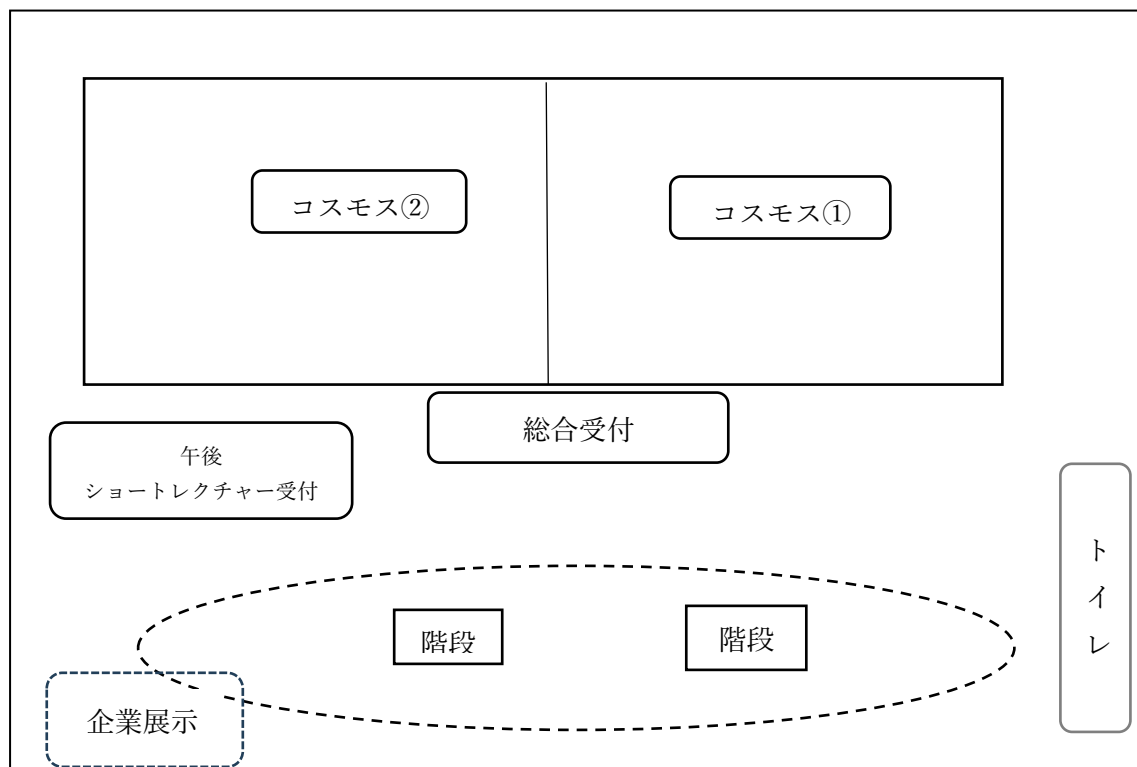 コスモス②
コスモス①
総合受付
午後
ショートレクチャー受付
トイレ
階段
階段
企業展示